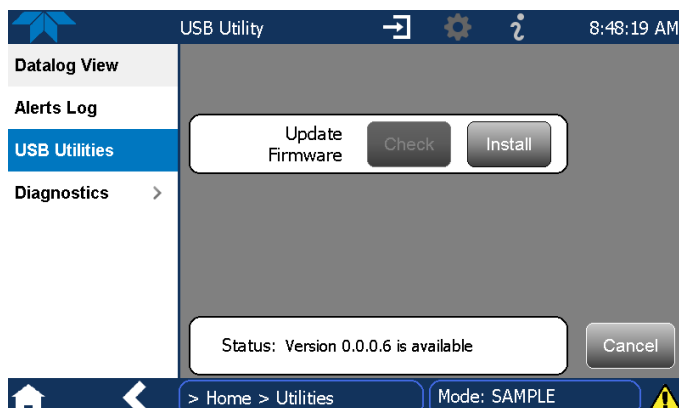 USB Utility
8:48:19 AM
Datalog View
Alerts Log
USB Utilities
Diagnostics
Update
Firmware
Check
Install
Status: Version 0.0.0.6 is available
Cancel
> Home > Utilities
Mode: SAMPLE